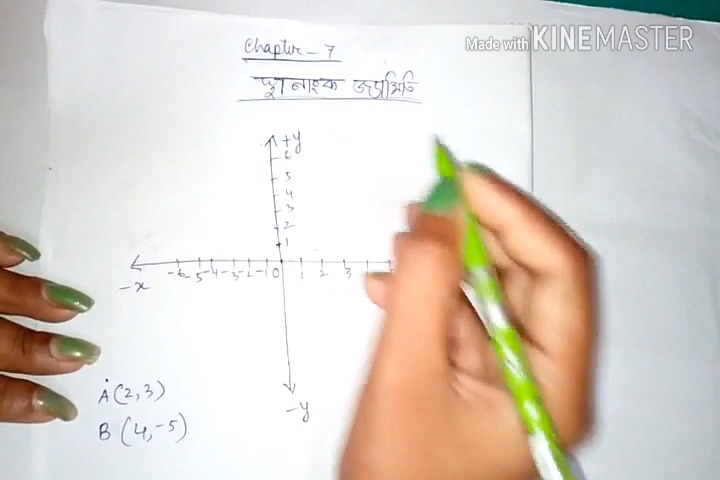 Made with KINEMASTER
Chapter - 7
স্থানাংক জ্যামিতি
+y
6
5
4
3
2
1
-x -6 -5 -4 -3 -2 -1 0 1 2 3
-y
A (2,3)
B (4,-5)